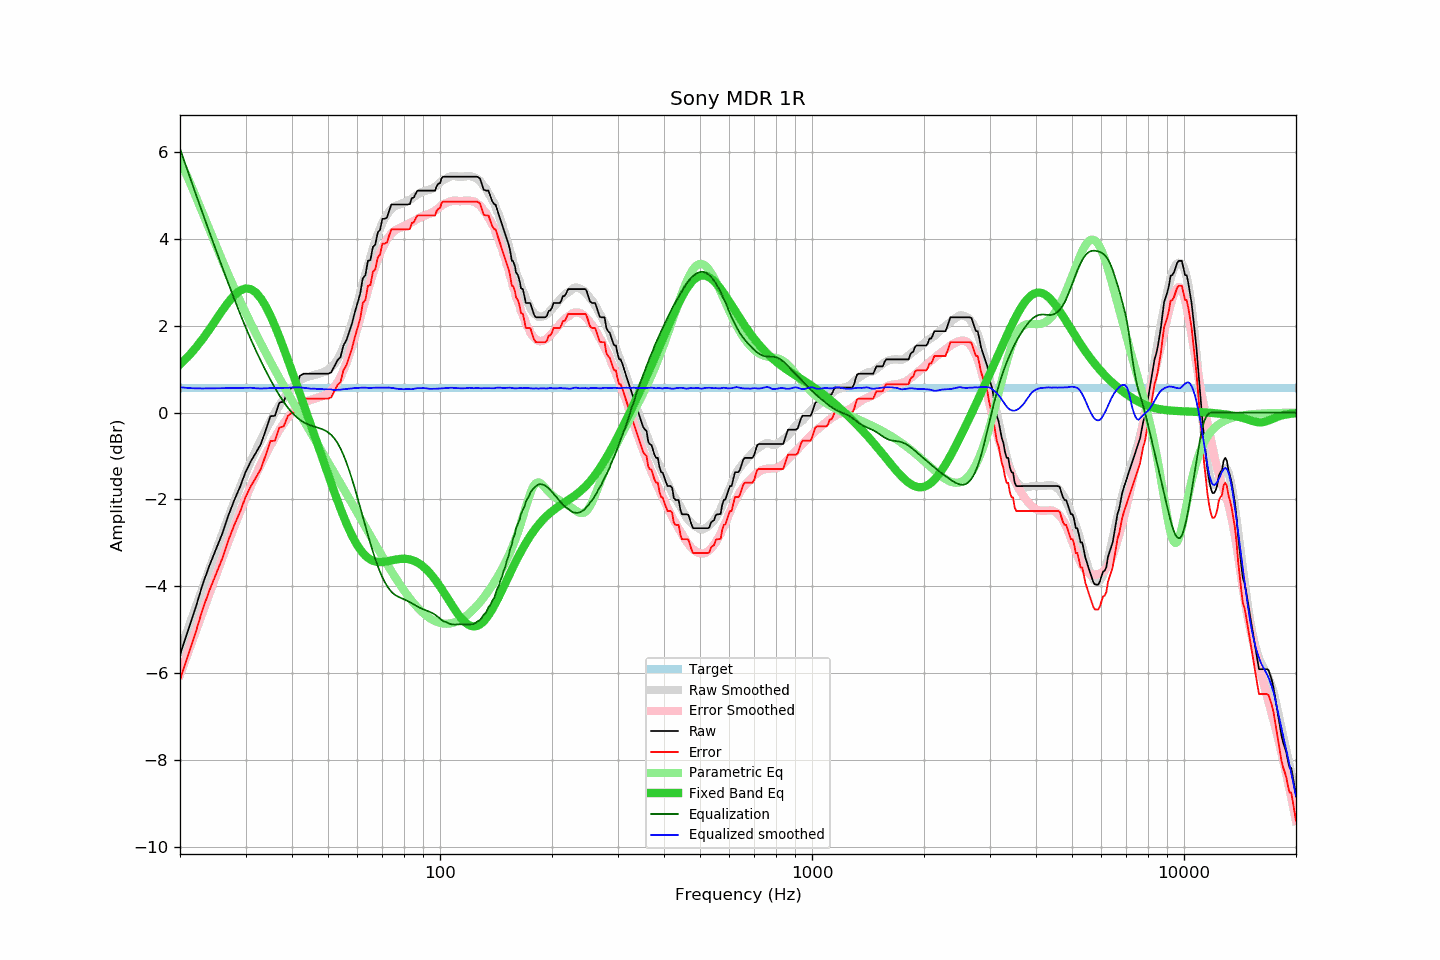 Sony MDR 1R
Amplitude (dBr)
6
4
2
0
−2
−4
−6
−8
−10
Target
Raw Smoothed
Error Smoothed
Raw
Error
Parametric Eq
Fixed Band Eq
Equalization
Equalized smoothed
100
1000
10000
Frequency (Hz)